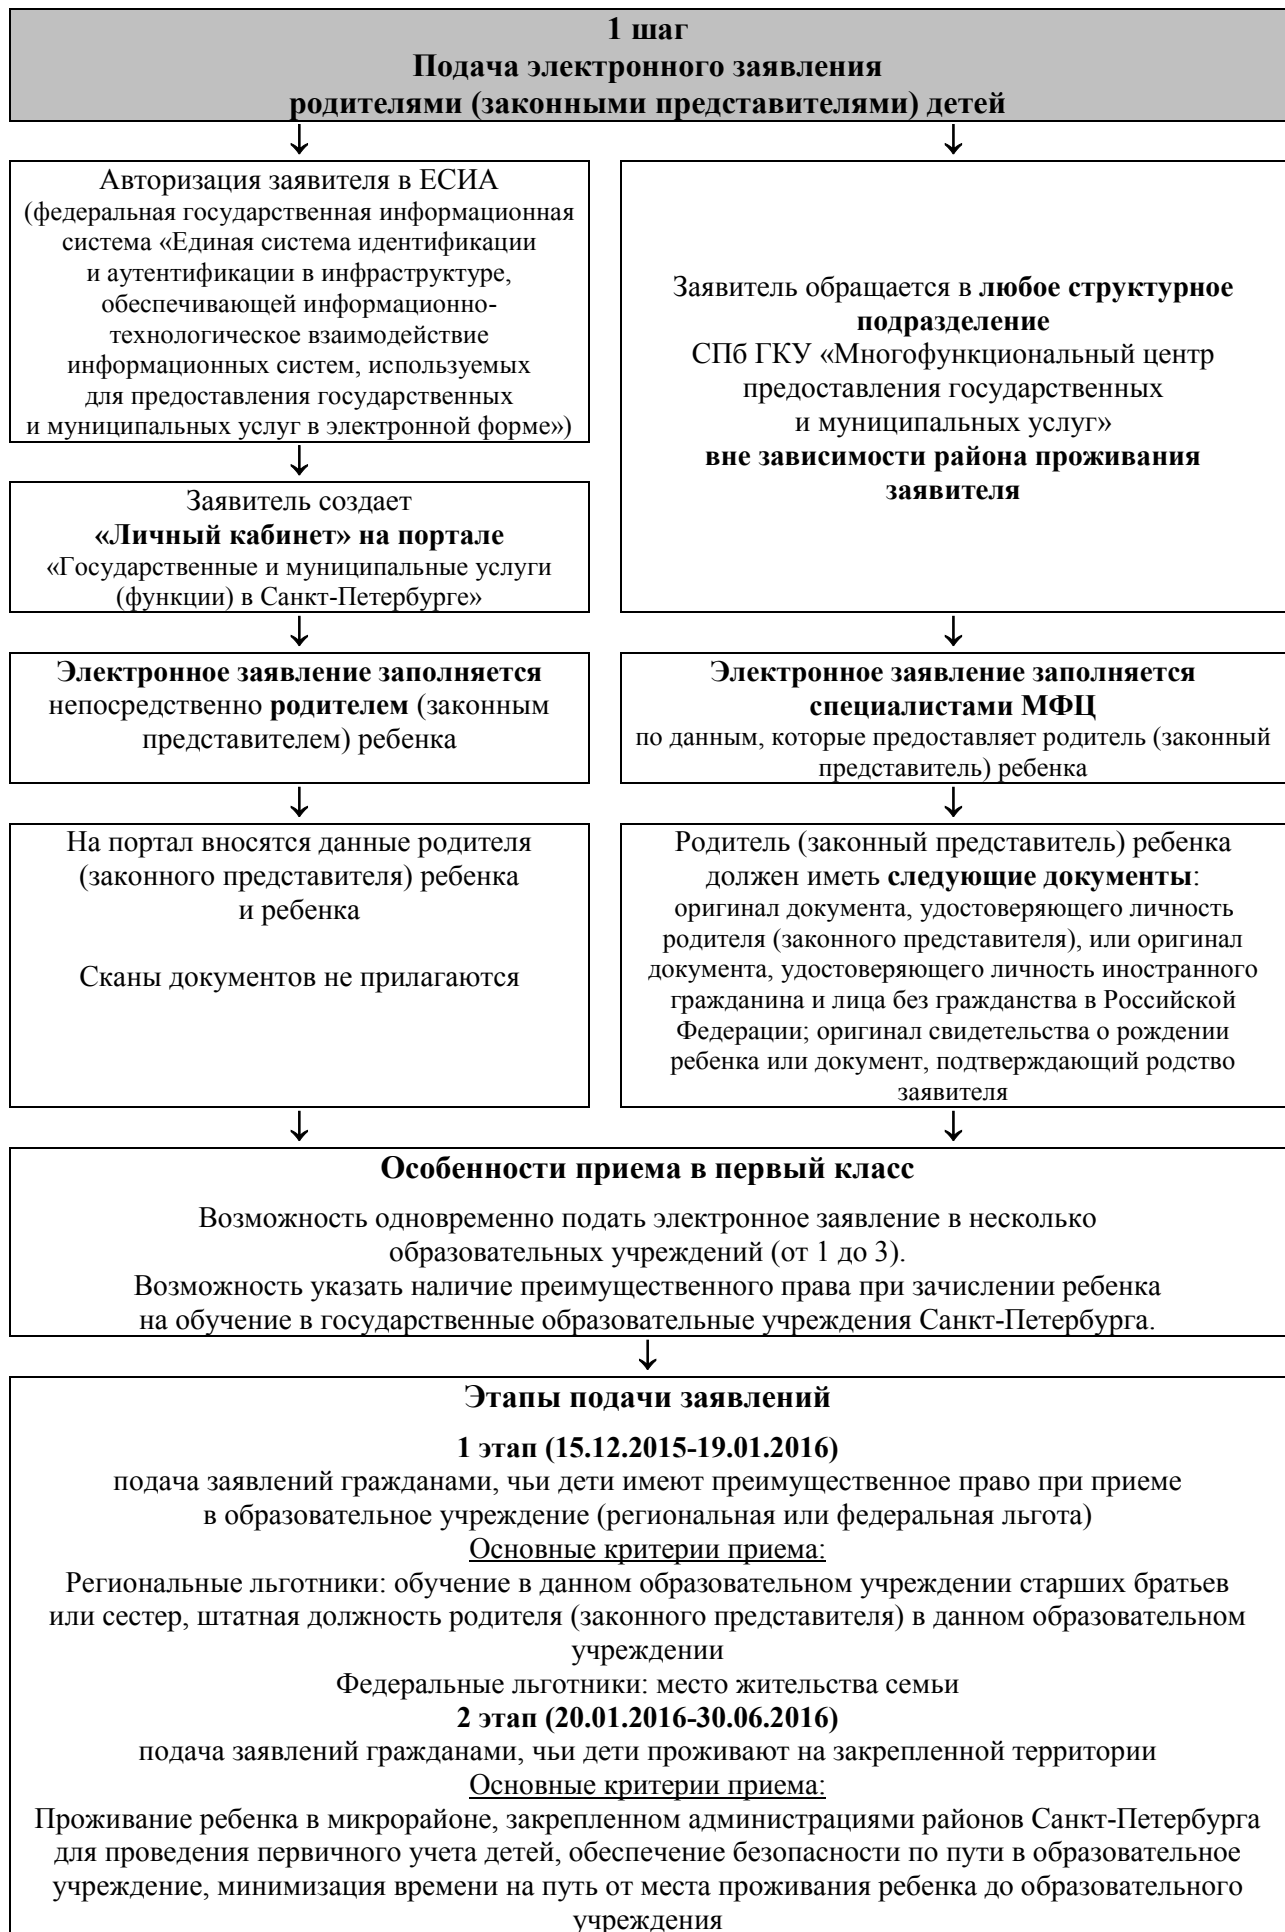 1 шаг
Подача электронного заявления
родителями (законными представителями) детей
Авторизация заявителя в ЕСИА
(федеральная государственная информационная
система «Единая система идентификации
и аутентификации в инфраструктуре,
обеспечивающей информационно-
технологическое взаимодействие
информационных систем, используемых
для предоставления государственных
и муниципальных услуг в электронной форме»)
Заявитель создает
«Личный кабинет» на портале
«Государственные и муниципальные услуги
(функции) в Санкт-Петербурге»
Заявитель обращается в любое структурное
подразделение
СПб ГКУ «Многофункциональный центр
предоставления государственных
и муниципальных услуг»
вне зависимости района проживания
заявителя
Электронное заявление заполняется
непосредственно родителем (законным
представителем) ребенка
Электронное заявление заполняется
специалистами МФЦ
по данным, которые предоставляет родитель (законный
представитель) ребенка
На портал вносятся данные родителя
(законного представителя) ребенка
и ребенка
Сканы документов не прилагаются
Родитель (законный представитель) ребенка
должен иметь следующие документы:
оригинал документа, удостоверяющего личность
родителя (законного представителя), или оригинал
документа, удостоверяющего личность иностранного
гражданина и лица без гражданства в Российской
Федерации; оригинал свидетельства о рождении
ребенка или документ, подтверждающий родство
заявителя
Особенности приема в первый класс
Возможность одновременно подать электронное заявление в несколько
образовательных учреждений (от 1 до 3).
Возможность указать наличие преимущественного права при зачислении ребенка
на обучение в государственные образовательные учреждения Санкт-Петербурга.
Этапы подачи заявлений
1 этап (15.12.2015-19.01.2016)
подача заявлений гражданами, чьи дети имеют преимущественное право при приеме
в образовательное учреждение (региональная или федеральная льгота)
Основные критерии приема:
Региональные льготники: обучение в данном образовательном учреждении старших братьев
или сестер, штатная должность родителя (законного представителя) в данном образовательном
учреждении
Федеральные льготники: место жительства семьи
2 этап (20.01.2016-30.06.2016)
подача заявлений гражданами, чьи дети проживают на закрепленной территории
Основные критерии приема:
Проживание ребенка в микрорайоне, закрепленном администрациями районов Санкт-Петербурга
для проведения первичного учета детей, обеспечение безопасности по пути в образовательное
учреждение, минимизация времени на путь от места проживания ребенка до образовательного
учреждения